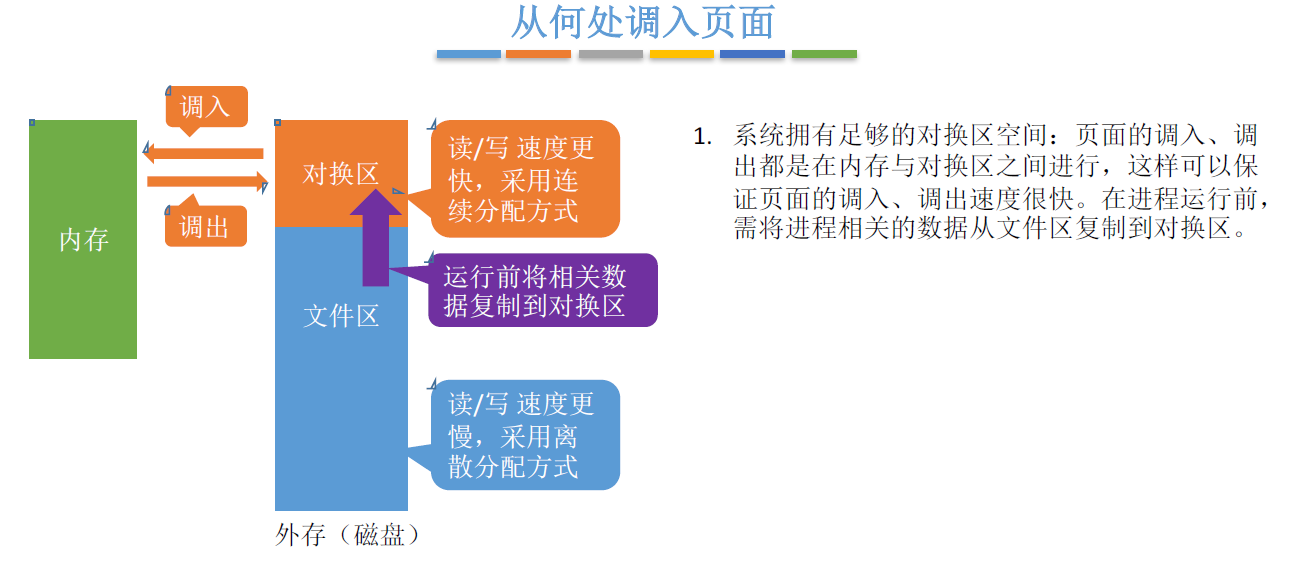 从何处调入页面
调入
调出
内存
对换区
文件区
外存（磁盘）
读/写 速度更
快，采用连
续分配方式
运行前将相关数
据复制到对换区
读/写 速度更
慢，采用离
散分配方式
1. 系统拥有足够的对换区空间：页面的调入、调
出都是在内存与对换区之间进行，这样可以保
证页面的调入、调出速度很快。在进程运行前，
需将进程相关的数据从文件区复制到对换区。